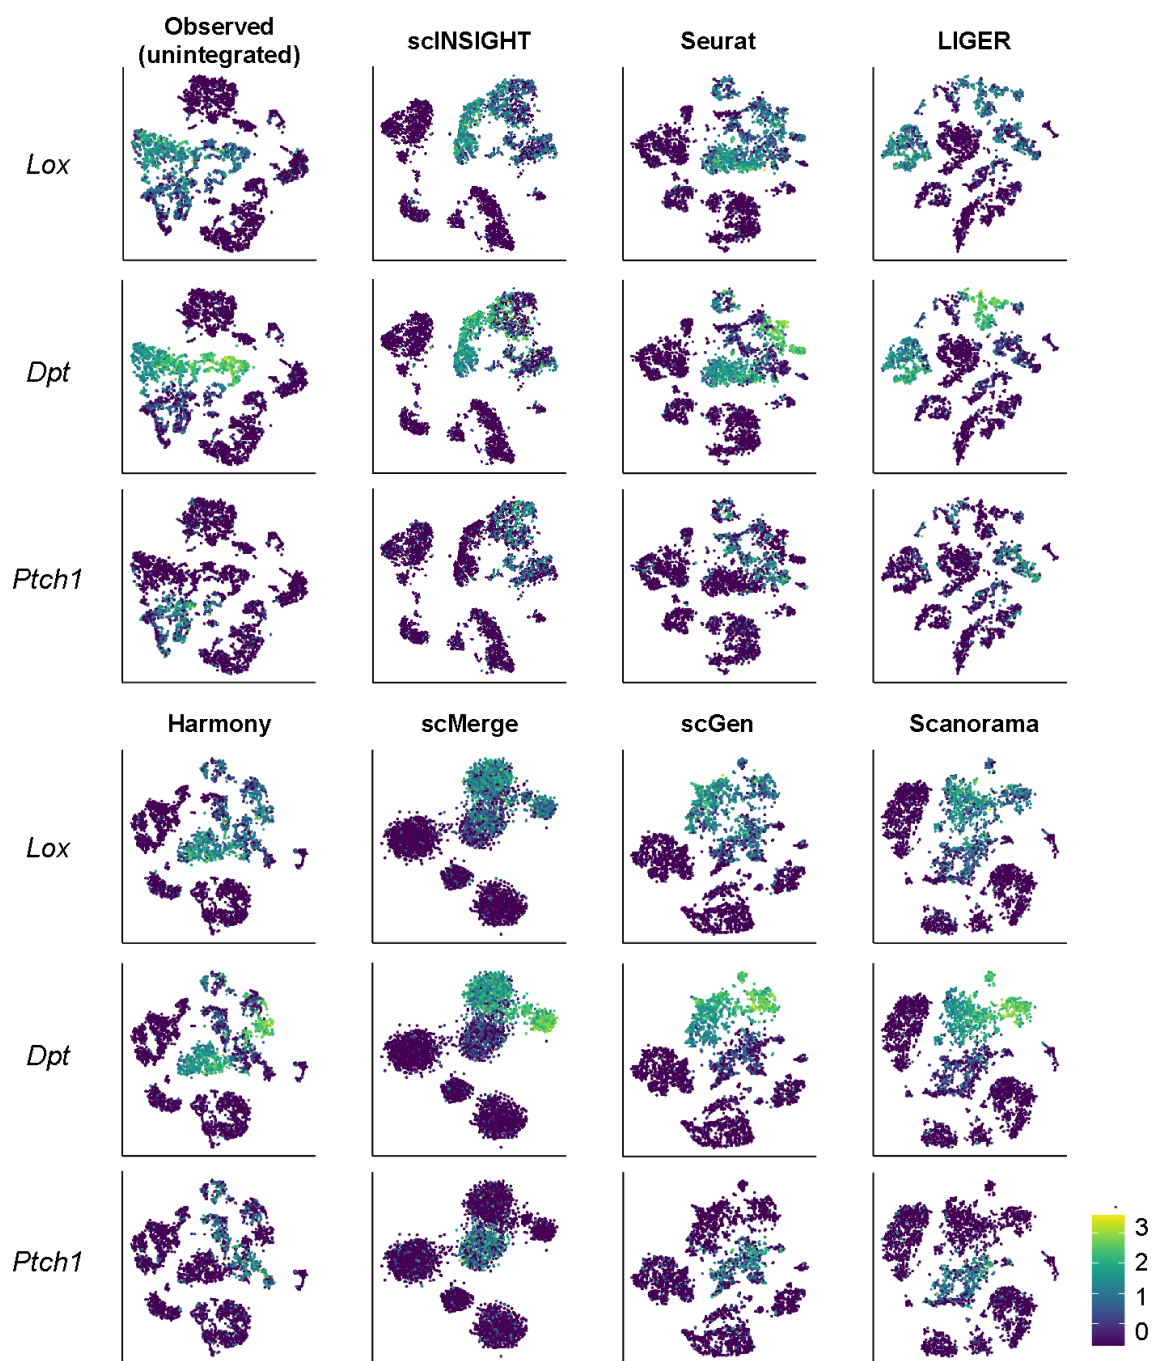 Observed
(unintegrated)
scINSIGHT
Seurat
LIGER
Lox
Dpt
Ptch1
Harmony
scMerge
scGen
Scanorama
Lox
Dpt
Ptch1
3
2
1
0